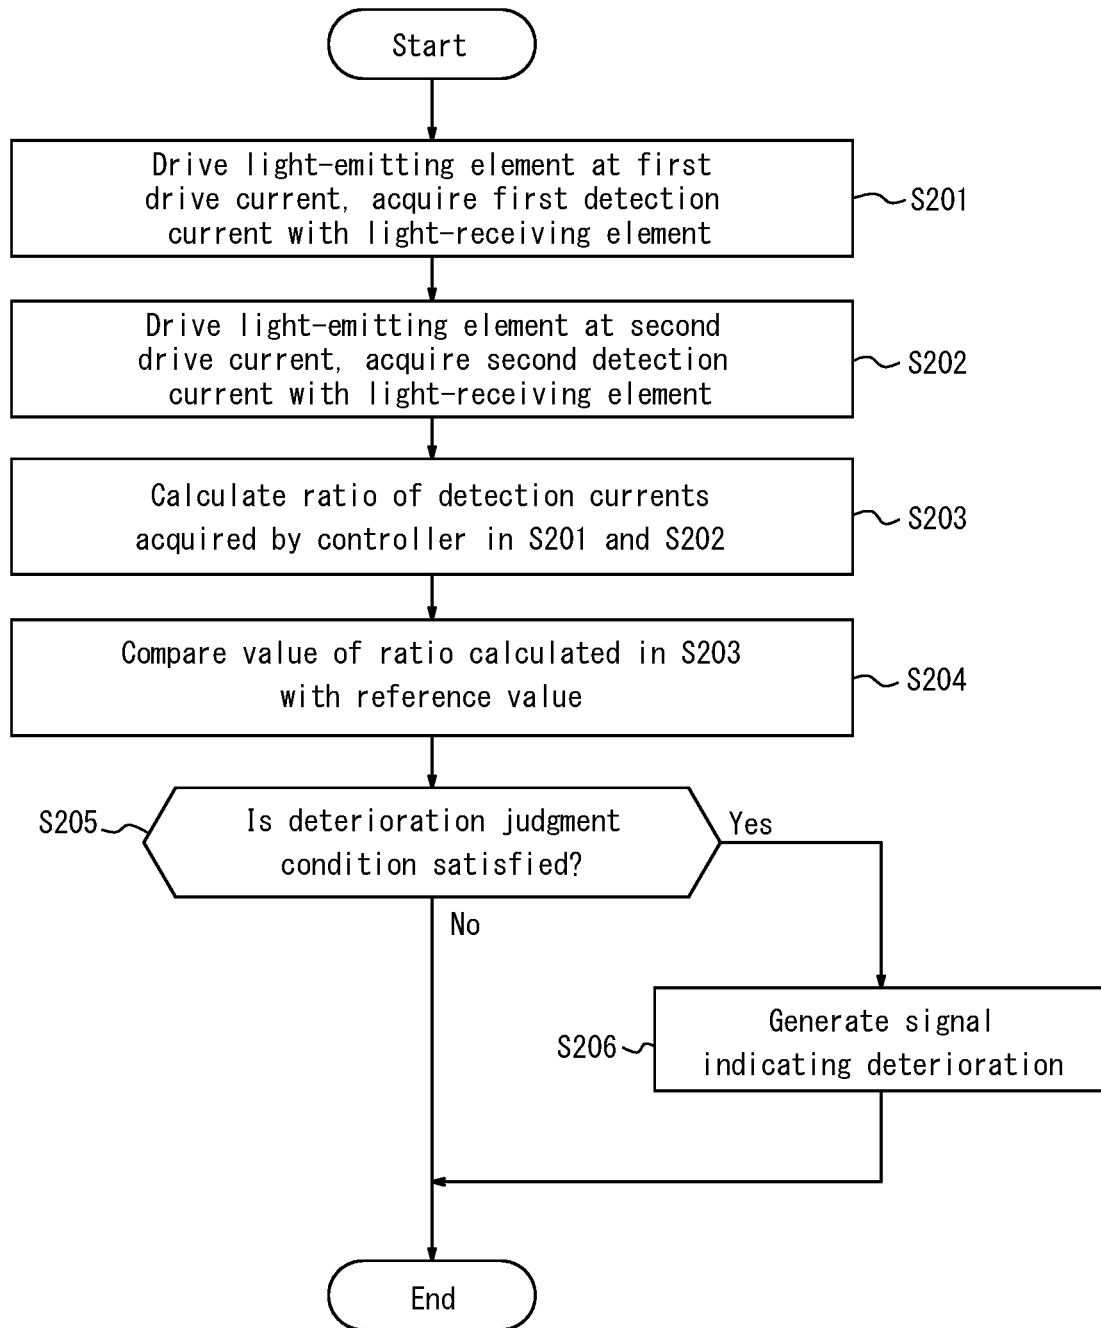 Start
Drive light-emitting element at first
drive current, acquire first detection
current with light-receiving element
S201
Drive light-emitting element at second
drive current, acquire second detection
current with light-receiving element
S202
Calculate ratio of detection currents
acquired by controller in S201 and S202
S203
Compare value of ratio calculated in S203
with reference value
S204
S205
Is deterioration judgment
condition satisfied?
Yes
No
S206
Generate signal
indicating deterioration
End